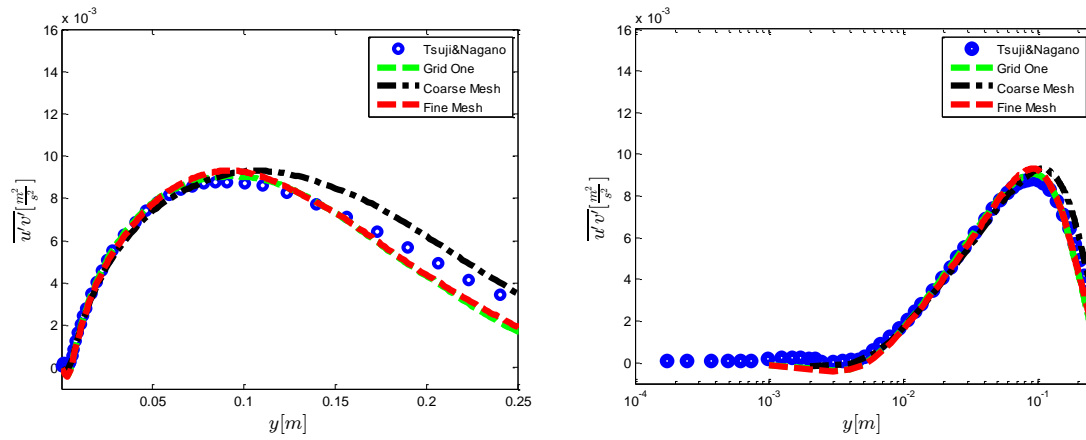 x 10⁻³
16
14
12
10
8
6
4
2
0
u'v'[m²/s²]
0.05 0.1 0.15 0.2 0.25
y[m]
Tsuji&Nagano
Grid One
Coarse Mesh
Fine Mesh
x 10⁻³
16
14
12
10
8
6
4
2
0
u'v'[m²/s²]
10⁻⁴ 10⁻³ 10⁻² 10⁻¹
y[m]
Tsuji&Nagano
Grid One
Coarse Mesh
Fine Mesh